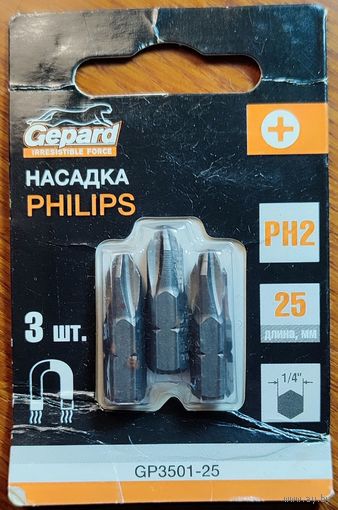 Gepard
IRRESISTIBLE FORCE
НАСАДКА
PHILIPS
PH2
25
длина, мм
3 шт.
1/4"
GP3501-25